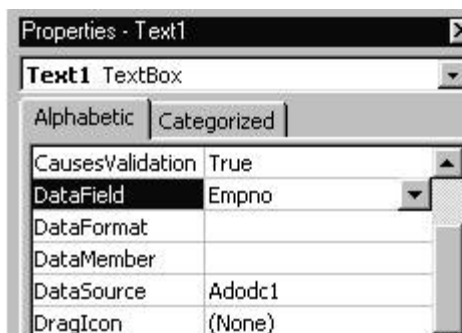 Properties - Text1
Text1 TextBox
Alphabetic Categorized
CausesValidation True
DataField Empno
DataFormat
DataMember
DataSource Adodc1
DragIcon (None)